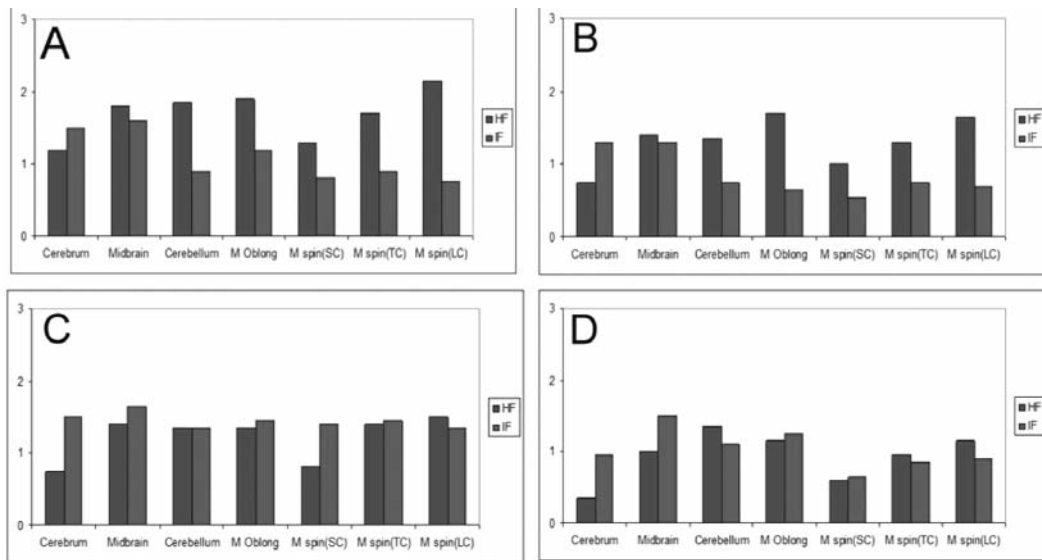 A
3
2
1
0
Cerebrum Midbrain Cerebellum M Oblong M spin(SC) M spin(TC) M spin(LC)
HF
IF
B
3
2
1
0
Cerebrum Midbrain Cerebellum M Oblong M spin(SC) M spin(TC) M spin(LC)
HF
IF
C
3
2
1
0
Cerebrum Midbrain Cerebellum M Oblong M spin(SC) M spin(TC) M spin(LC)
HF
IF
D
3
2
1
0
Cerebrum Midbrain Cerebellum M Oblong M spin(SC) M spin(TC) M spin(LC)
HF
IF